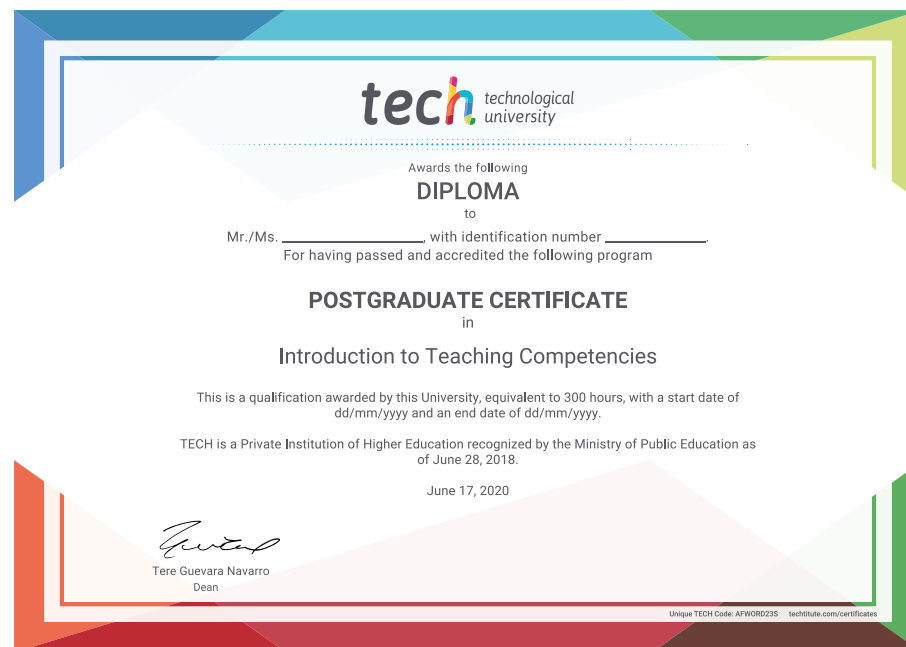 tech technological
university
Awards the following
DIPLOMA
to
Mr./Ms. ____________________, with identification number ______________.
For having passed and accredited the following program
POSTGRADUATE CERTIFICATE
in
Introduction to Teaching Competencies
This is a qualification awarded by this University, equivalent to 300 hours, with a start date of
dd/mm/yyyy and an end date of dd/mm/yyyy.
TECH is a Private Institution of Higher Education recognized by the Ministry of Public Education as
of June 28, 2018.
June 17, 2020
Tere Guevara Navarro
Dean
Unique TECH Code: AFWORD23S techtitute.com/certificates